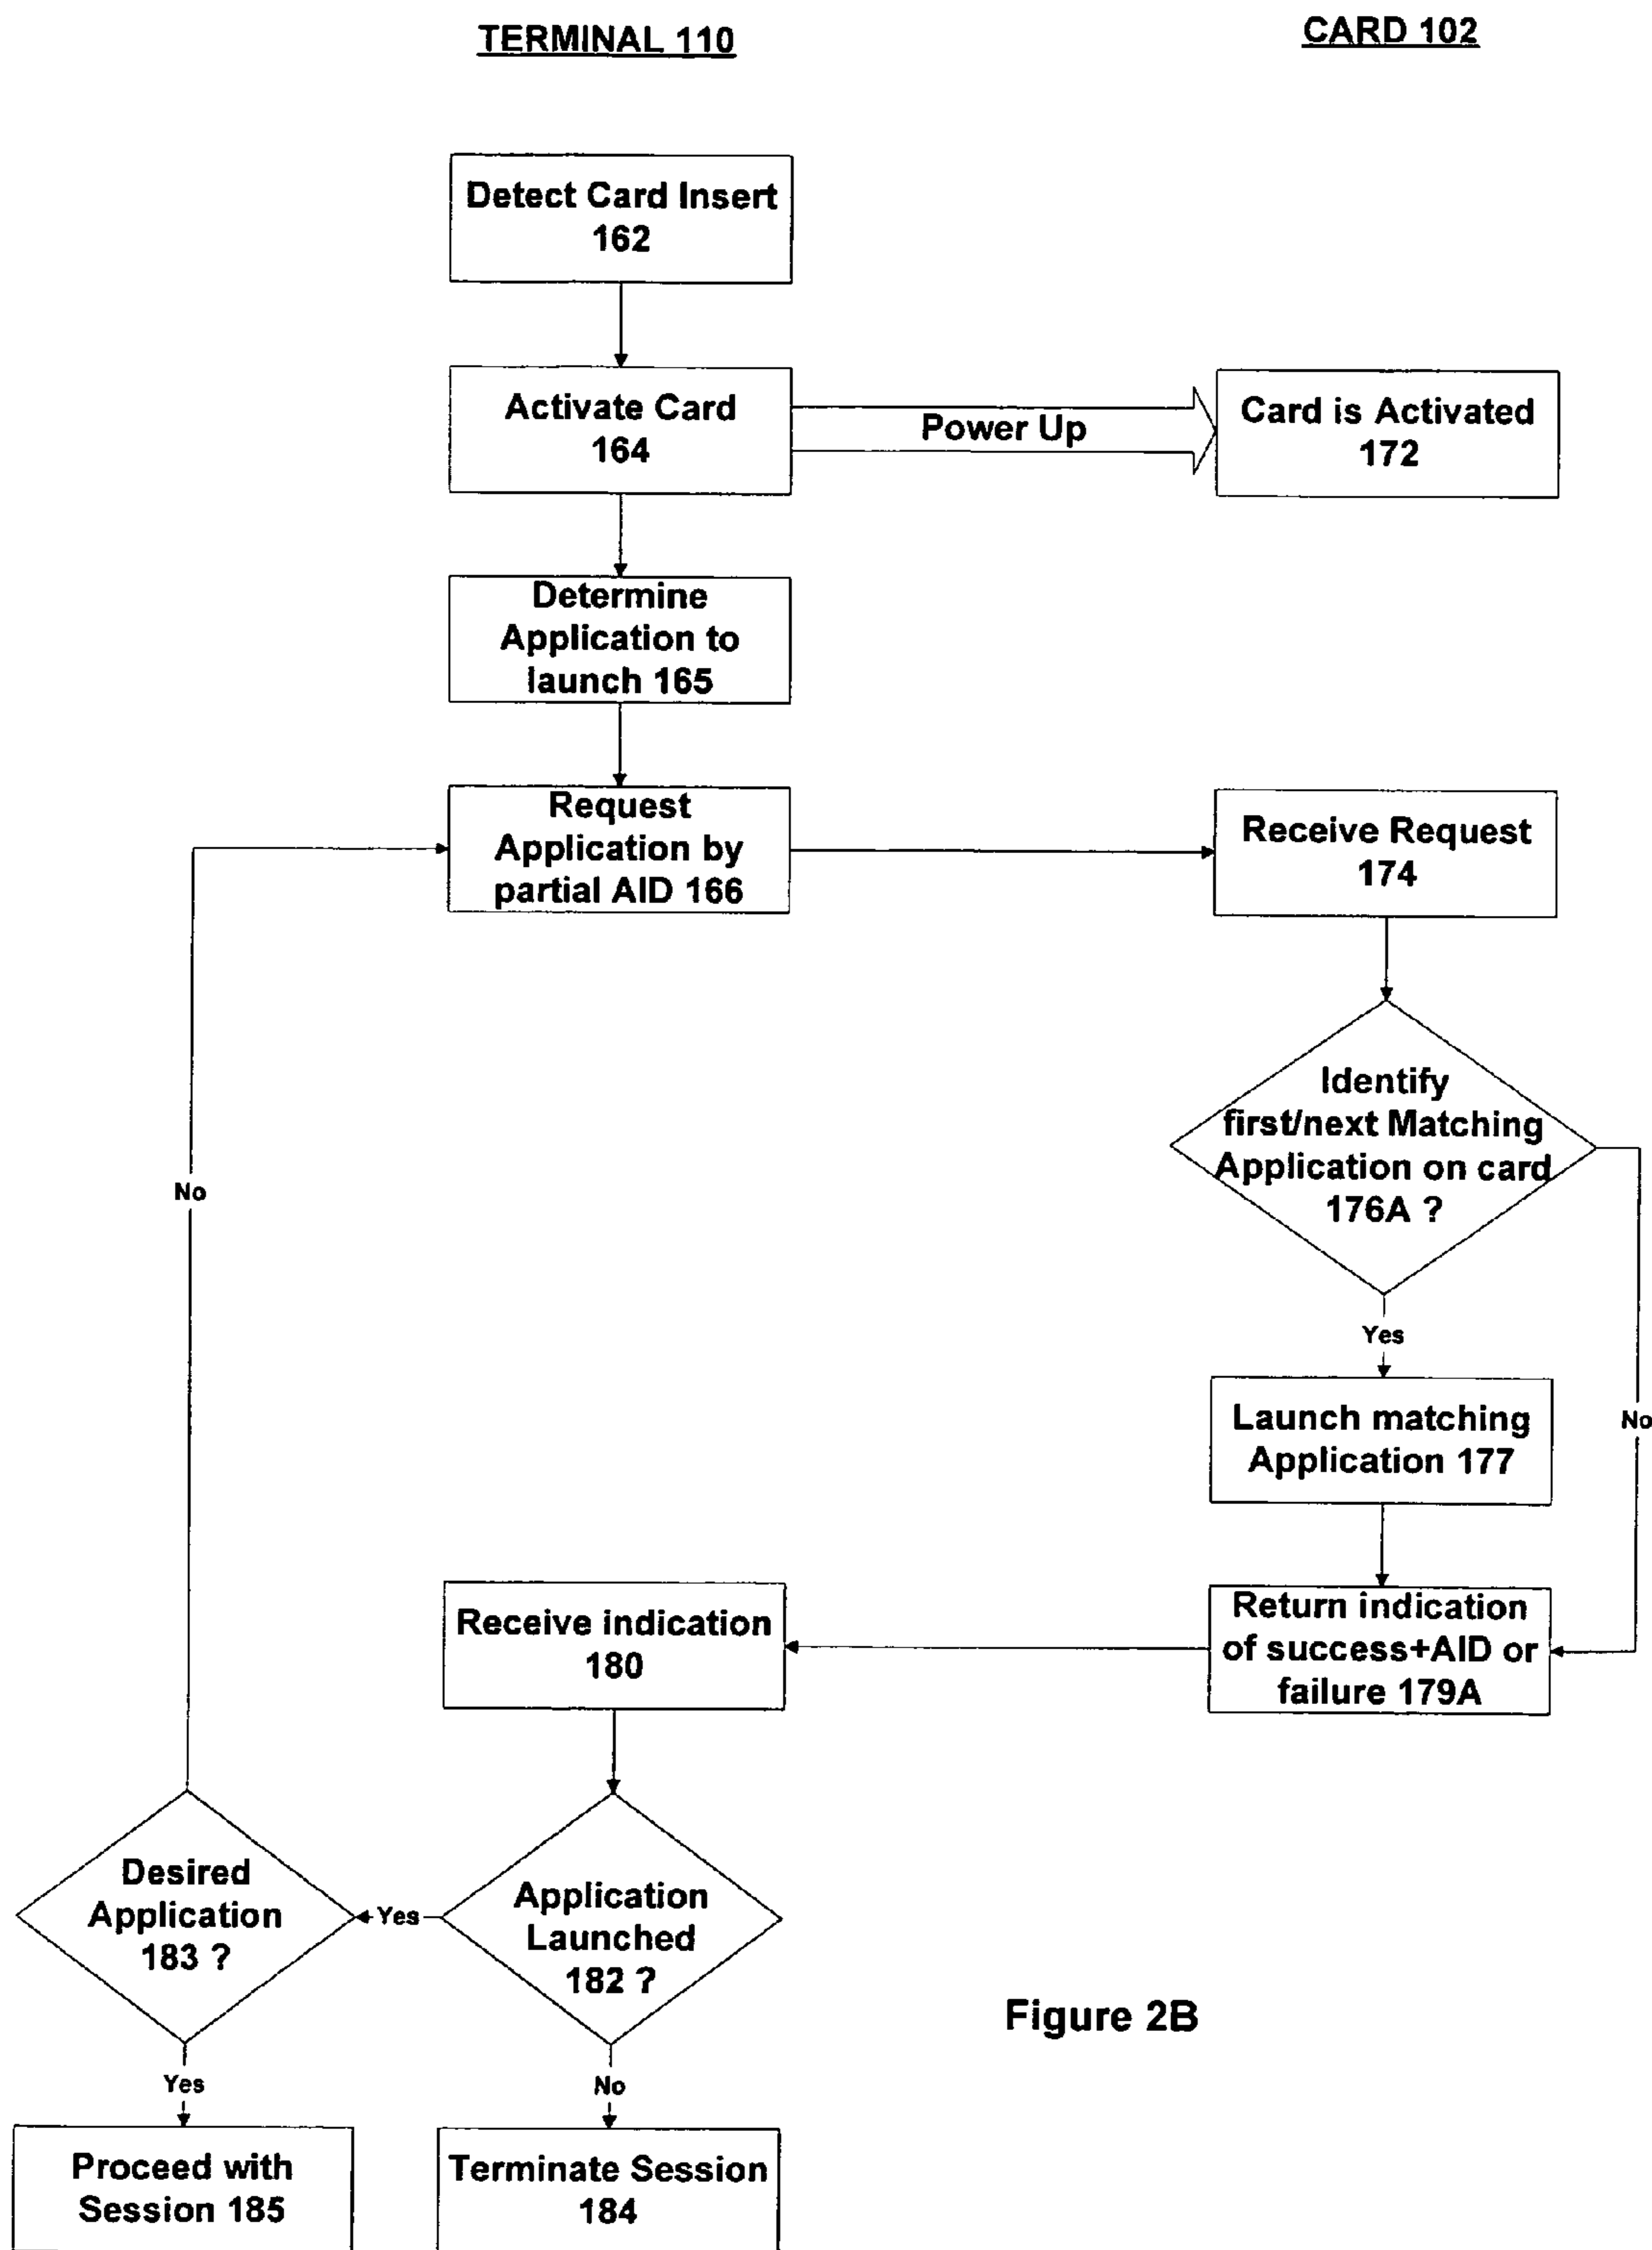 TERMINAL 110
CARD 102
Detect Card Insert
162
Activate Card
164
Power Up
Card is Activated
172
Determine
Application to
launch 165
Request
Application by
partial AID 166
Receive Request
174
Identify
first/next Matching
Application on card
176A ?
No
Yes
Launch matching
Application 177
No
Receive indication
180
Return indication
of success+AID or
failure 179A
Desired
Application
183 ?
Yes
Application
Launched
182 ?
Figure 2B
Yes
No
Proceed with
Session 185
Terminate Session
184